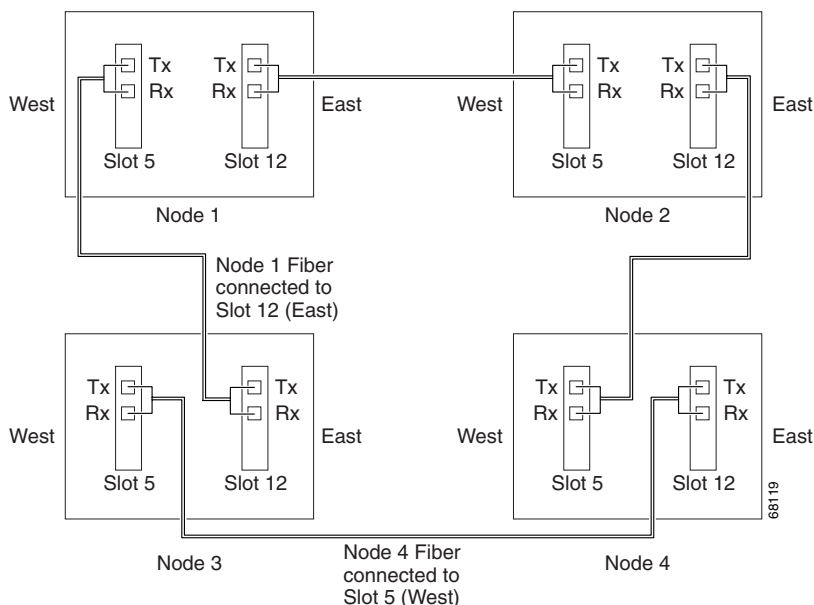 Tx Tx Tx Tx
West Rx Rx East West Rx Rx East
Slot 5 Slot 12 Slot 5 Slot 12
Node 1 Node 2
Node 1 Fiber
connected to
Slot 12 (East)
Tx Tx Tx Tx
Rx Rx Rx Rx
West East West East
Slot 5 Slot 12 Slot 5 Slot 12
68119
Node 3 Node 4
Node 4 Fiber
connected to
Slot 5 (West)